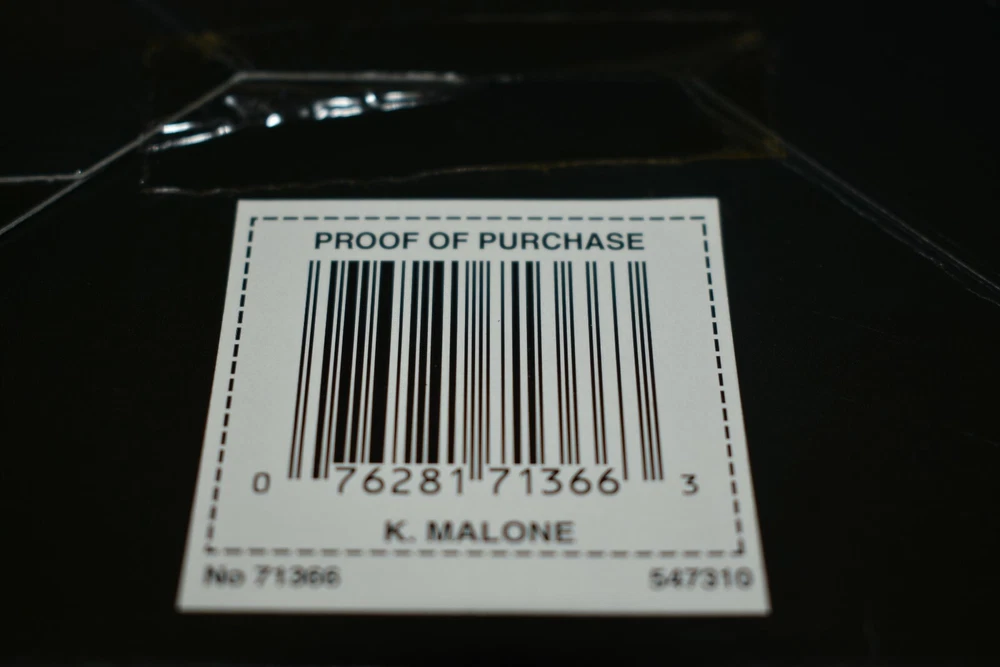 PROOF OF PURCHASE
0 76281 71366 3
K. MALONE
No 71366 547310